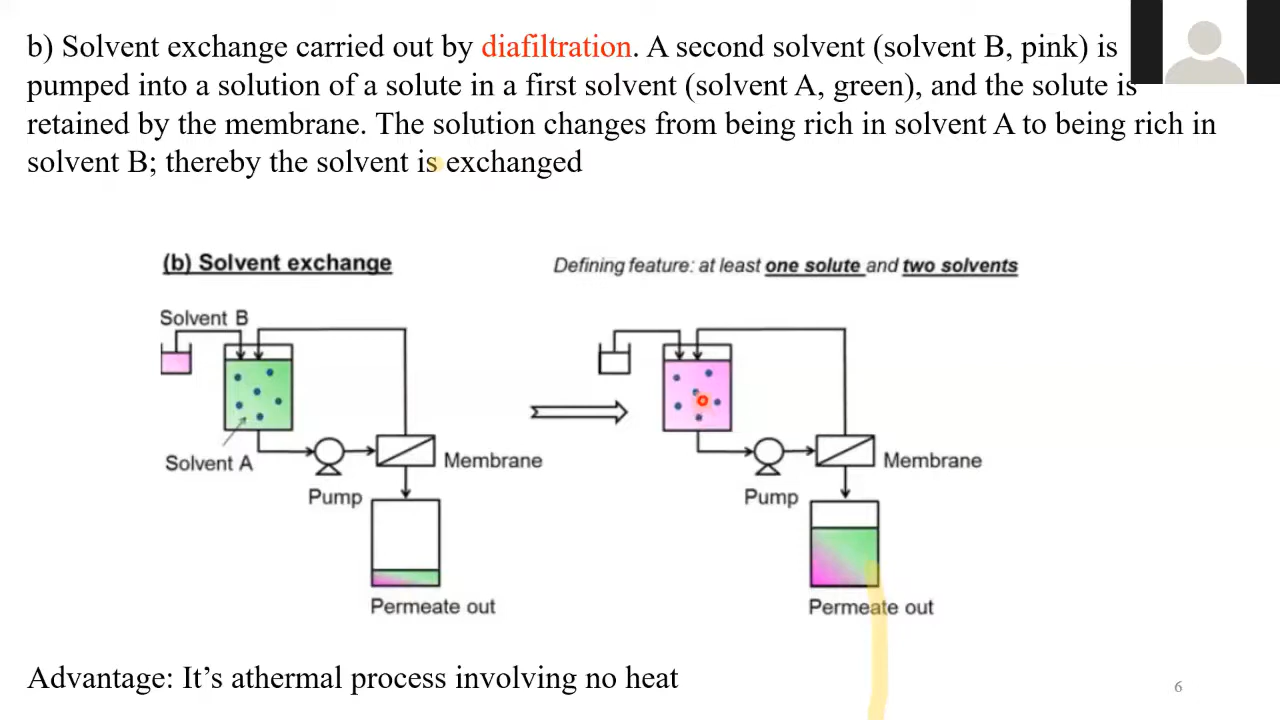 b) Solvent exchange carried out by diafiltration. A second solvent (solvent B, pink) is
pumped into a solution of a solute in a first solvent (solvent A, green), and the solute is
retained by the membrane. The solution changes from being rich in solvent A to being rich in
solvent B; thereby the solvent is exchanged
(b) Solvent exchange
Defining feature: at least one solute and two solvents
Solvent B
Solvent A
Membrane
Membrane
Pump
Pump
Permeate out
Permeate out
Advantage: It's athermal process involving no heat
6